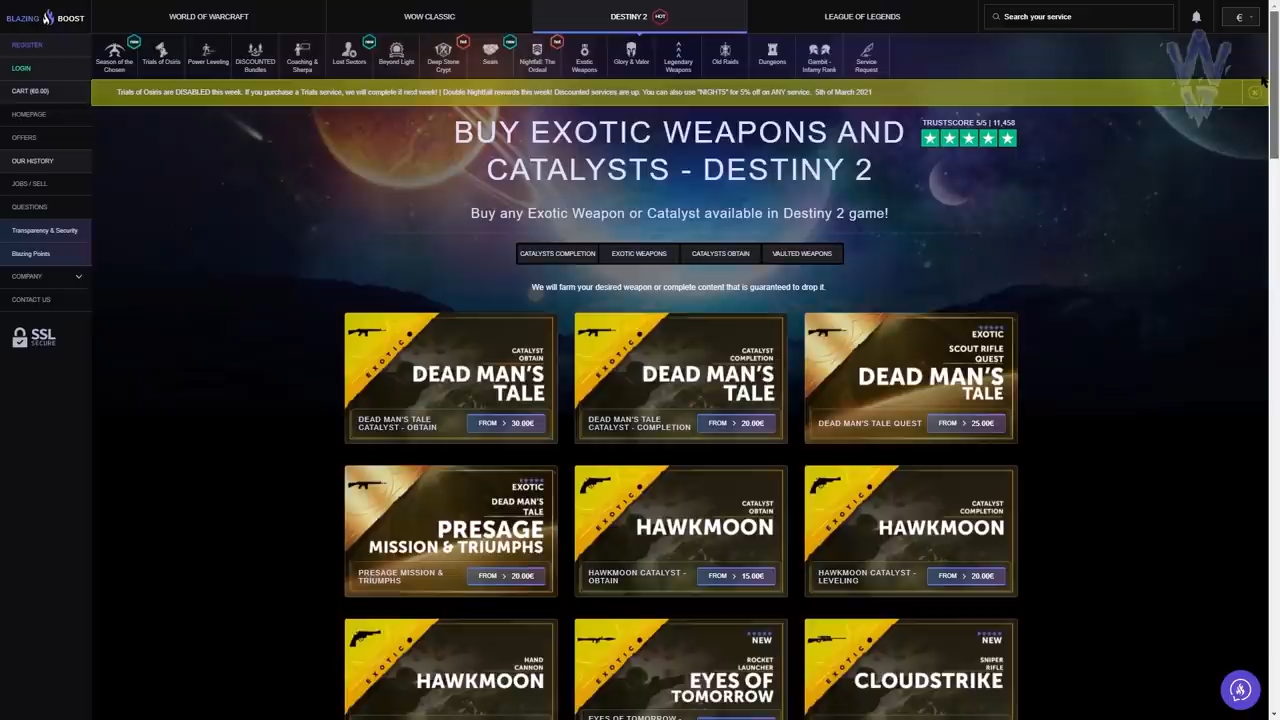 BLAZING BOOST
WORLD OF WARCRAFT
WOW CLASSIC
DESTINY 2 HOT
LEAGUE OF LEGENDS
Search your service
€
REGISTER
LOGIN
CART (€0.00)
HOMEPAGE
OFFERS
OUR HISTORY
JOBS / SELL
QUESTIONS
Transparency & Security
Blazing Points
COMPANY
CONTACT US
SSL
SECURE
new
Season of the
Chosen
Trials of Osiris
Power Leveling
new
DISCOUNTED
Bundles
Coaching &
Sherpa
new
Lost Sectors
Beyond Light
hot
Deep Stone
Crypt
new
Seals
hot
Nightfall: The
Ordeal
Exotic
Weapons
Glory & Valor
Legendary
Weapons
Old Raids
Dungeons
Gambit -
Infamy Rank
Service
Request
Trials of Osiris are DISABLED this week. If you purchase a Trials service, we will complete it next week! | Double Nightfall rewards this week! Discounted services are up. You can also use "NIGHT5" for 5% off on ANY service. 5th of March 2021
BUY EXOTIC WEAPONS AND
CATALYSTS - DESTINY 2
TRUSTSCORE 5/5 | 11,458
Buy any Exotic Weapon or Catalyst available in Destiny 2 game!
CATALYSTS COMPLETION
EXOTIC WEAPONS
CATALYSTS OBTAIN
VAULTED WEAPONS
We will farm your desired weapon or complete content that is guaranteed to drop it.
EXOTIC
CATALYST
OBTAIN
DEAD MAN'S
TALE
DEAD MAN'S TALE
CATALYST - OBTAIN
FROM > 30.00€
EXOTIC
CATALYST
COMPLETION
DEAD MAN'S
TALE
DEAD MAN'S TALE
CATALYST - COMPLETION
FROM > 20.00€
EXOTIC
SCOUT RIFLE
QUEST
DEAD MAN'S
TALE
DEAD MAN'S TALE QUEST
FROM > 25.00€
EXOTIC
DEAD MAN'S
TALE
PRESAGE
MISSION & TRIUMPHS
PRESAGE MISSION &
TRIUMPHS
FROM > 20.00€
EXOTIC
CATALYST
OBTAIN
HAWKMOON
HAWKMOON CATALYST -
OBTAIN
FROM > 15.00€
EXOTIC
CATALYST
COMPLETION
HAWKMOON
HAWKMOON CATALYST -
LEVELING
FROM > 20.00€
EXOTIC
HAND
CANNON
HAWKMOON
EXOTIC
NEW
ROCKET
LAUNCHER
EYES OF
TOMORROW
EYES OF TOMORROW -
EXOTIC
NEW
SNIPER
RIFLE
CLOUDSTRIKE